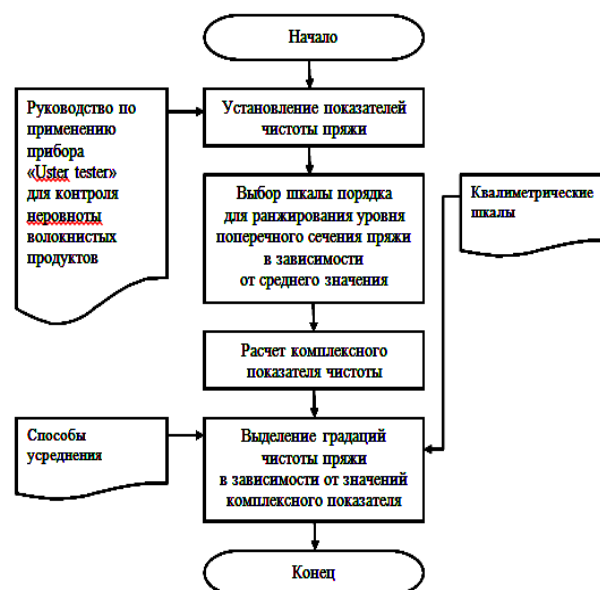 Начало
Руководство по
применению
прибора
«Uster tester»
для контроля
неровноты
волокнистых
продуктов
Установление показателей
чистоты пряжи
Выбор шкалы порядка
для ранжирования уровня
поперечного сечения пряжи
в зависимости
от среднего значения
Квалиметрические
шкалы
Расчет комплексного
показателя чистоты
Способы
усреднения
Выделение градаций
чистоты пряжи
в зависимости от значений
комплексного показателя
Конец